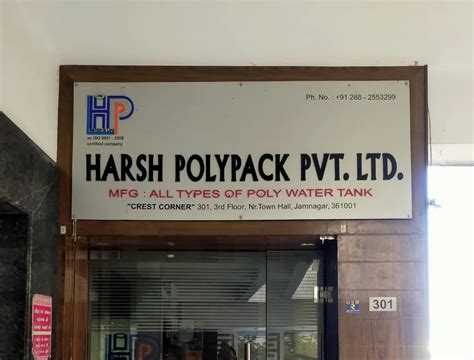 Ph. No. : +91 288 - 2553299
HP
an ISO 9001 : 2008
certified company
HARSH POLYPACK PVT. LTD.
MFG : ALL TYPES OF POLY WATER TANK
"CREST CORNER" 301, 3rd Floor, Nr.Town Hall, Jamnagar, 361001
301